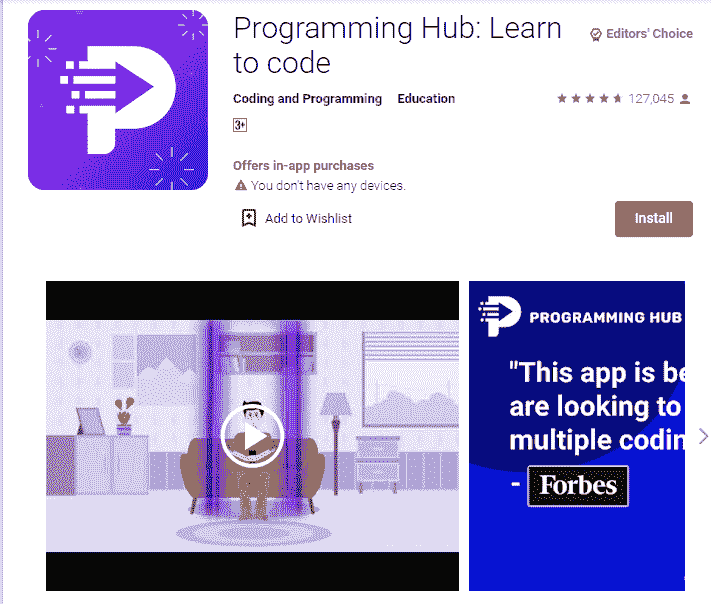 Programming Hub: Learn
to code
Editors' Choice
Coding and Programming Education
127,045
3+
Offers in-app purchases
You don't have any devices.
Add to Wishlist
Install
PROGRAMMING HUB
"This app is be
are looking to
multiple codin
- Forbes